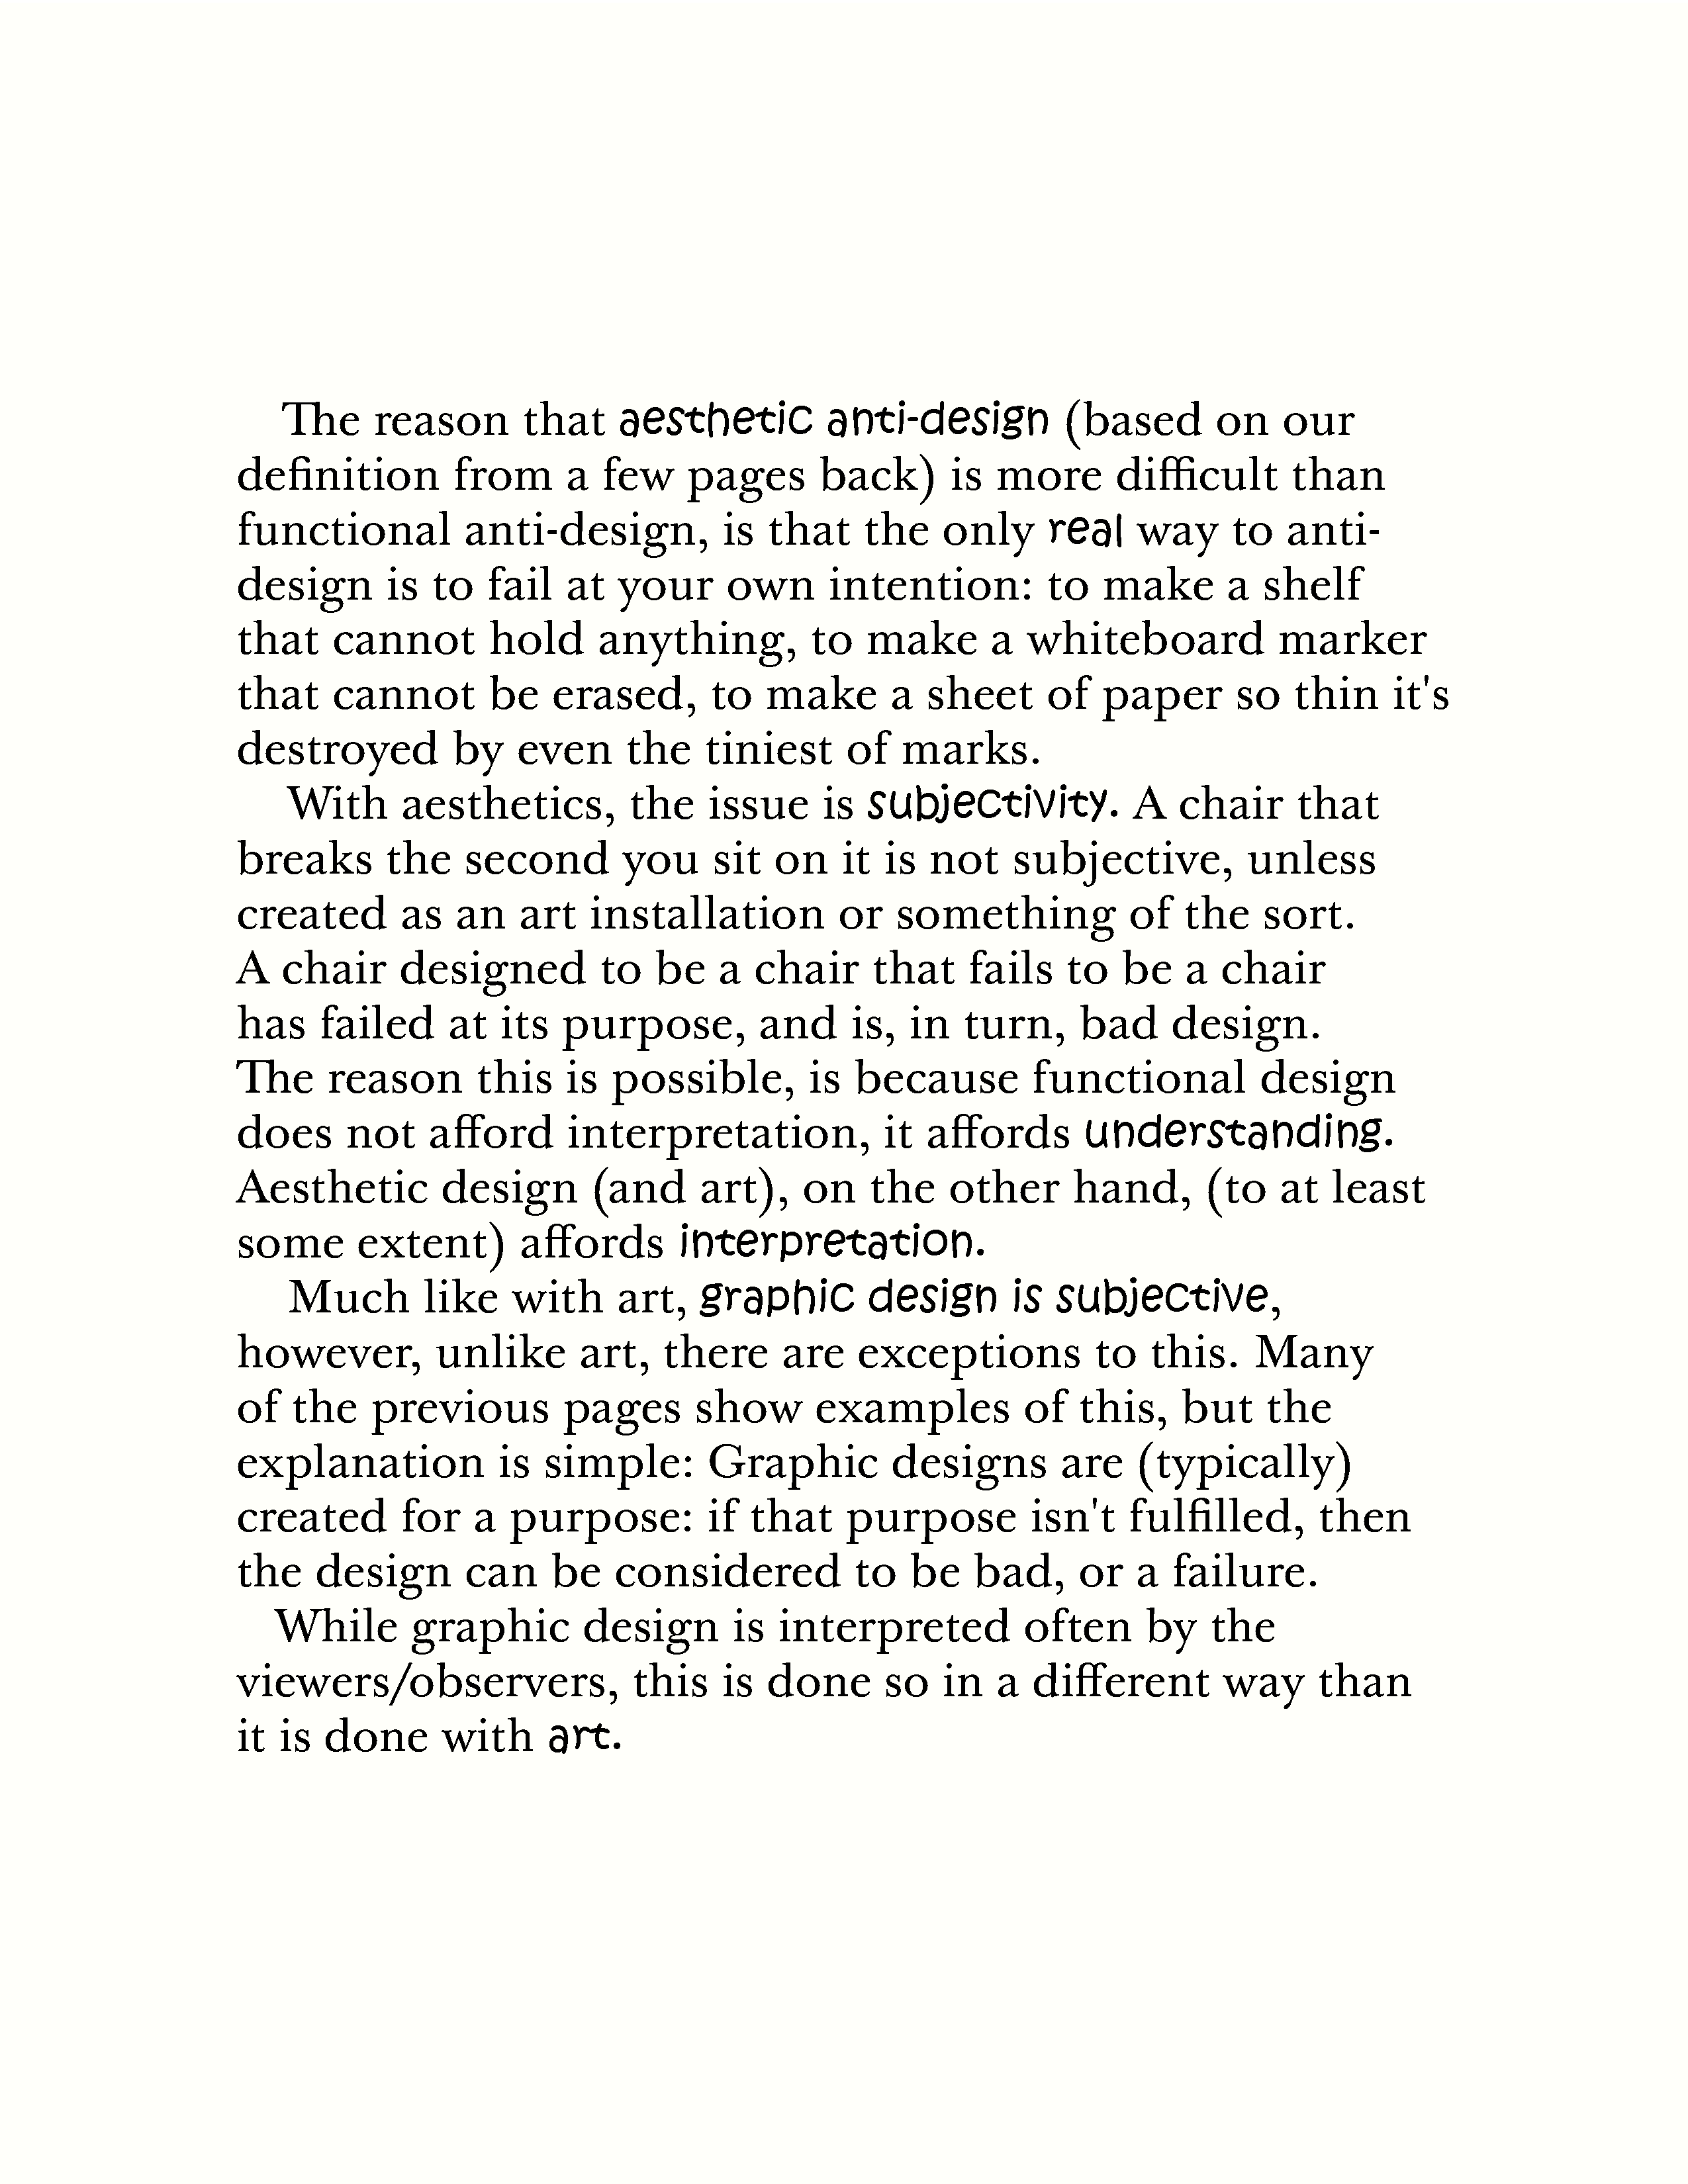 The reason that aesthetic anti-design (based on our
definition from a few pages back) is more difficult than
functional anti-design, is that the only real way to anti-
design is to fail at your own intention: to make a shelf
that cannot hold anything, to make a whiteboard marker
that cannot be erased, to make a sheet of paper so thin it's
destroyed by even the tiniest of marks.
With aesthetics, the issue is subjectivity. A chair that
breaks the second you sit on it is not subjective, unless
created as an art installation or something of the sort.
A chair designed to be a chair that fails to be a chair
has failed at its purpose, and is, in turn, bad design.
The reason this is possible, is because functional design
does not afford interpretation, it affords understanding.
Aesthetic design (and art), on the other hand, (to at least
some extent) affords interpretation.
Much like with art, graphic design is subjective,
however, unlike art, there are exceptions to this. Many
of the previous pages show examples of this, but the
explanation is simple: Graphic designs are (typically)
created for a purpose: if that purpose isn't fulfilled, then
the design can be considered to be bad, or a failure.
While graphic design is interpreted often by the
viewers/observers, this is done so in a different way than
it is done with art.